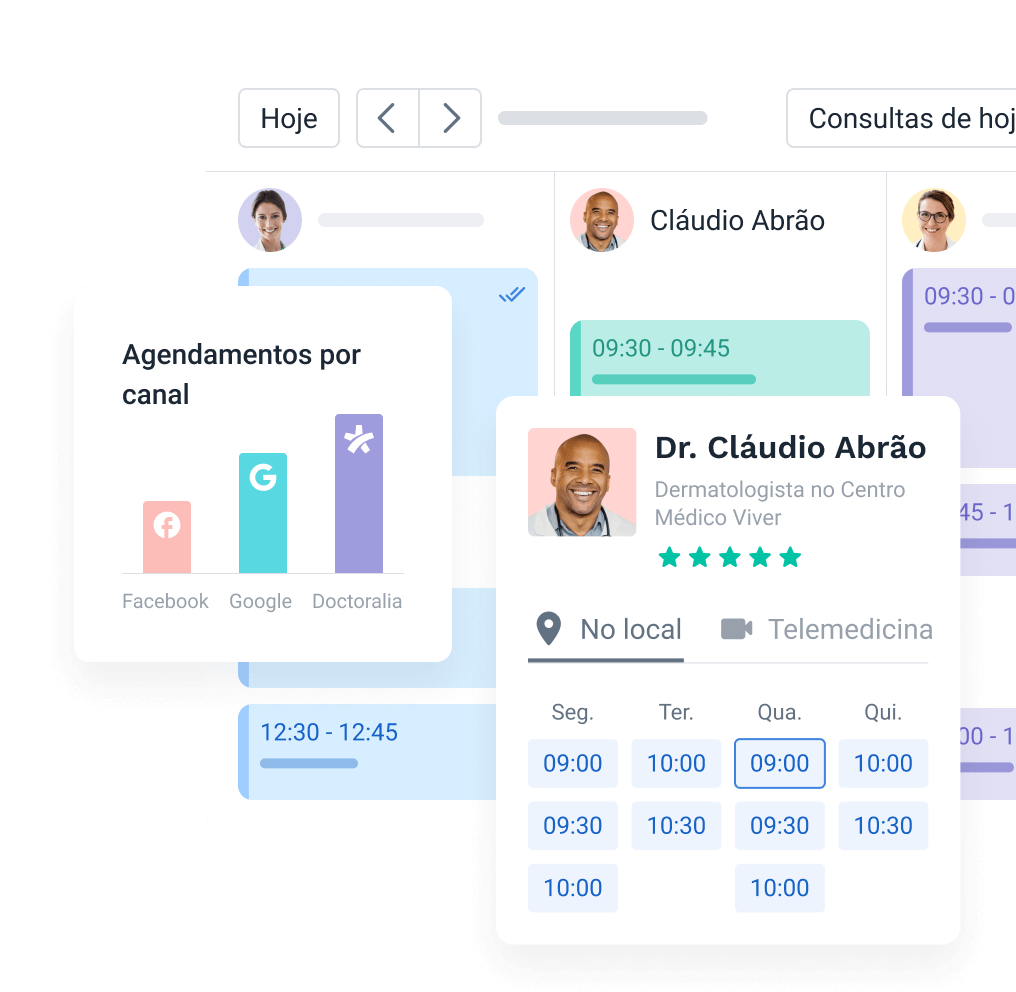 Hoje
Consultas de hoj
Cláudio Abrão
09:30 - 0
09:30 - 09:45
Agendamentos por
canal
Facebook Google Doctoralia
12:30 - 12:45
Dr. Cláudio Abrão
Dermatologista no Centro
Médico Viver
No local Telemedicina
Seg. Ter. Qua. Qui.
09:00 10:00 09:00 10:00
09:30 10:30 09:30 10:30
10:00 10:00
45 - 1
00 - 1